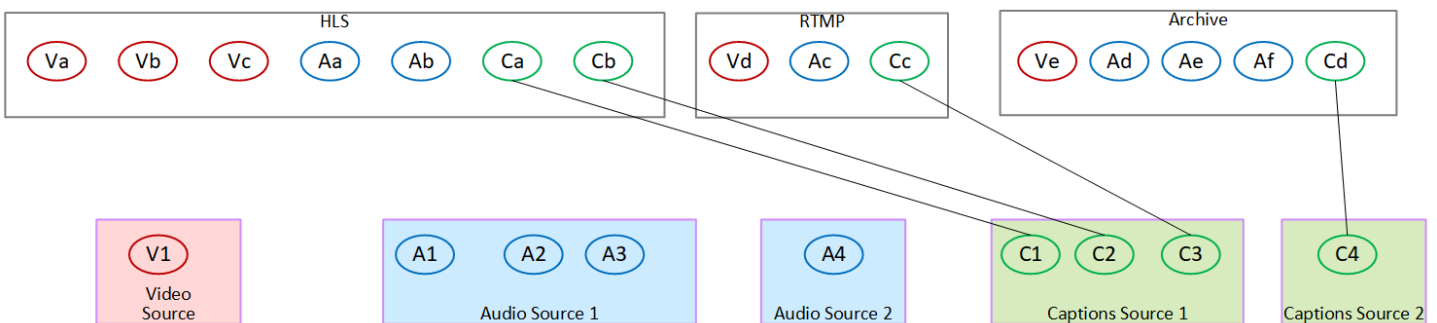 HLS
RTMP
Archive
Va Vb Vc Aa Ab Ca Cb
Vd Ac Cc
Ve Ad Ae Af Cd
V1
A1 A2 A3
A4
C1 C2 C3
C4
Video
Source
Audio Source 1
Audio Source 2
Captions Source 1
Captions Source 2